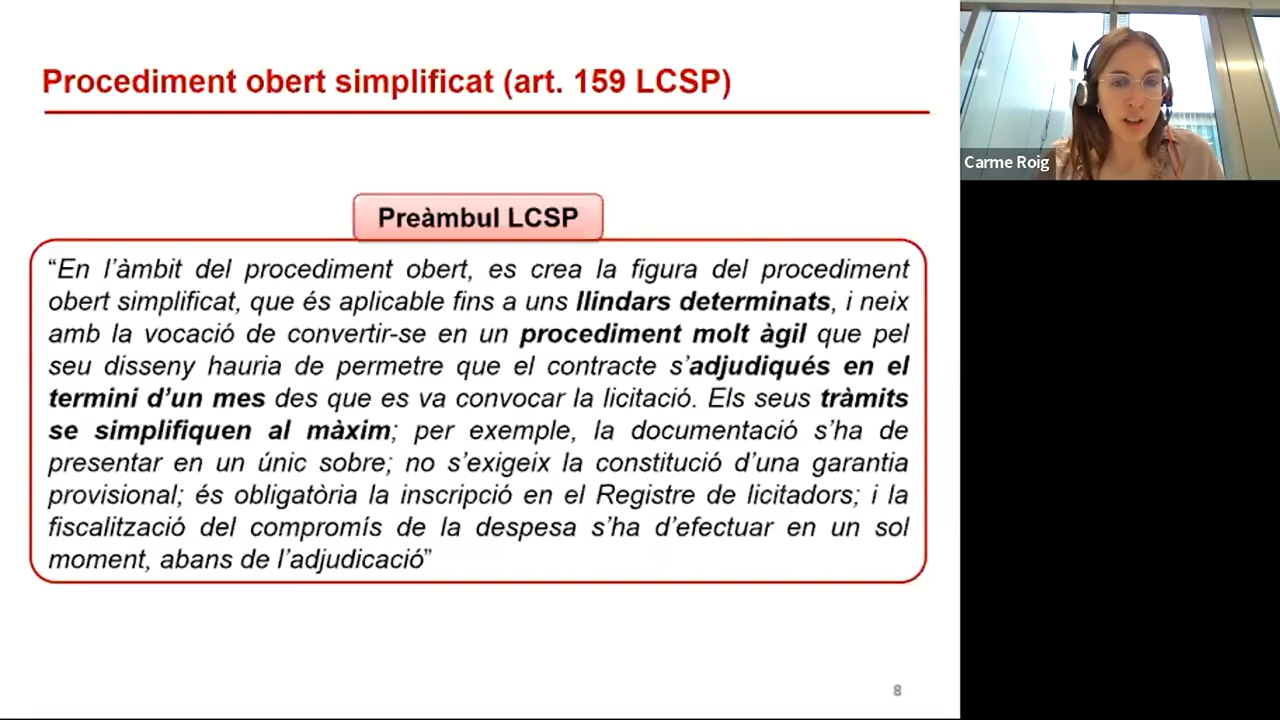 Procediment obert simplificat (art. 159 LCSP)
Carme Roig
Preàmbul LCSP
“En l’àmbit del procediment obert, es crea la figura del procediment
obert simplificat, que és aplicable fins a uns llindars determinats, i neix
amb la vocació de convertir-se en un procediment molt àgil que pel
seu disseny hauria de permetre que el contracte s’adjudiqués en el
termini d’un mes des que es va convocar la licitació. Els seus tràmits
se simplifiquen al màxim; per exemple, la documentació s’ha de
presentar en un únic sobre; no s’exigeix la constitució d’una garantia
provisional; és obligatòria la inscripció en el Registre de licitadors; i la
fiscalització del compromís de la despesa s’ha d’efectuar en un sol
moment, abans de l’adjudicació”
8